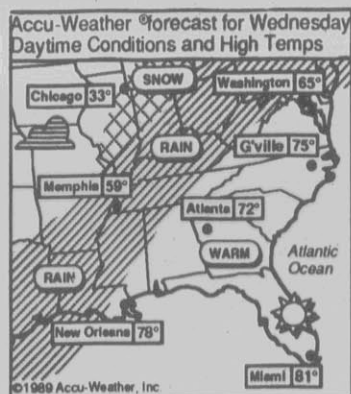 Accu-Weather ® forecast for Wednesday
Daytime Conditions and High Temps
SNOW
Washington 65°
Chicago 33°
RAIN
G'ville 75°
Memphis 59°
Atlanta 72°
WARM
Atlantic
Ocean
RAIN
New Orleans 78°
Miami 81°
©1989 Accu-Weather, Inc.